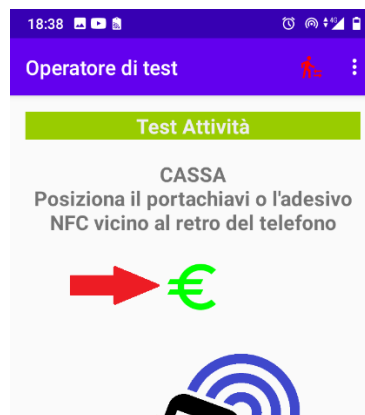 18:38
Operatore di test
Test Attività
CASSA
Posiziona il portachiavi o l'adesivo
NFC vicino al retro del telefono
€